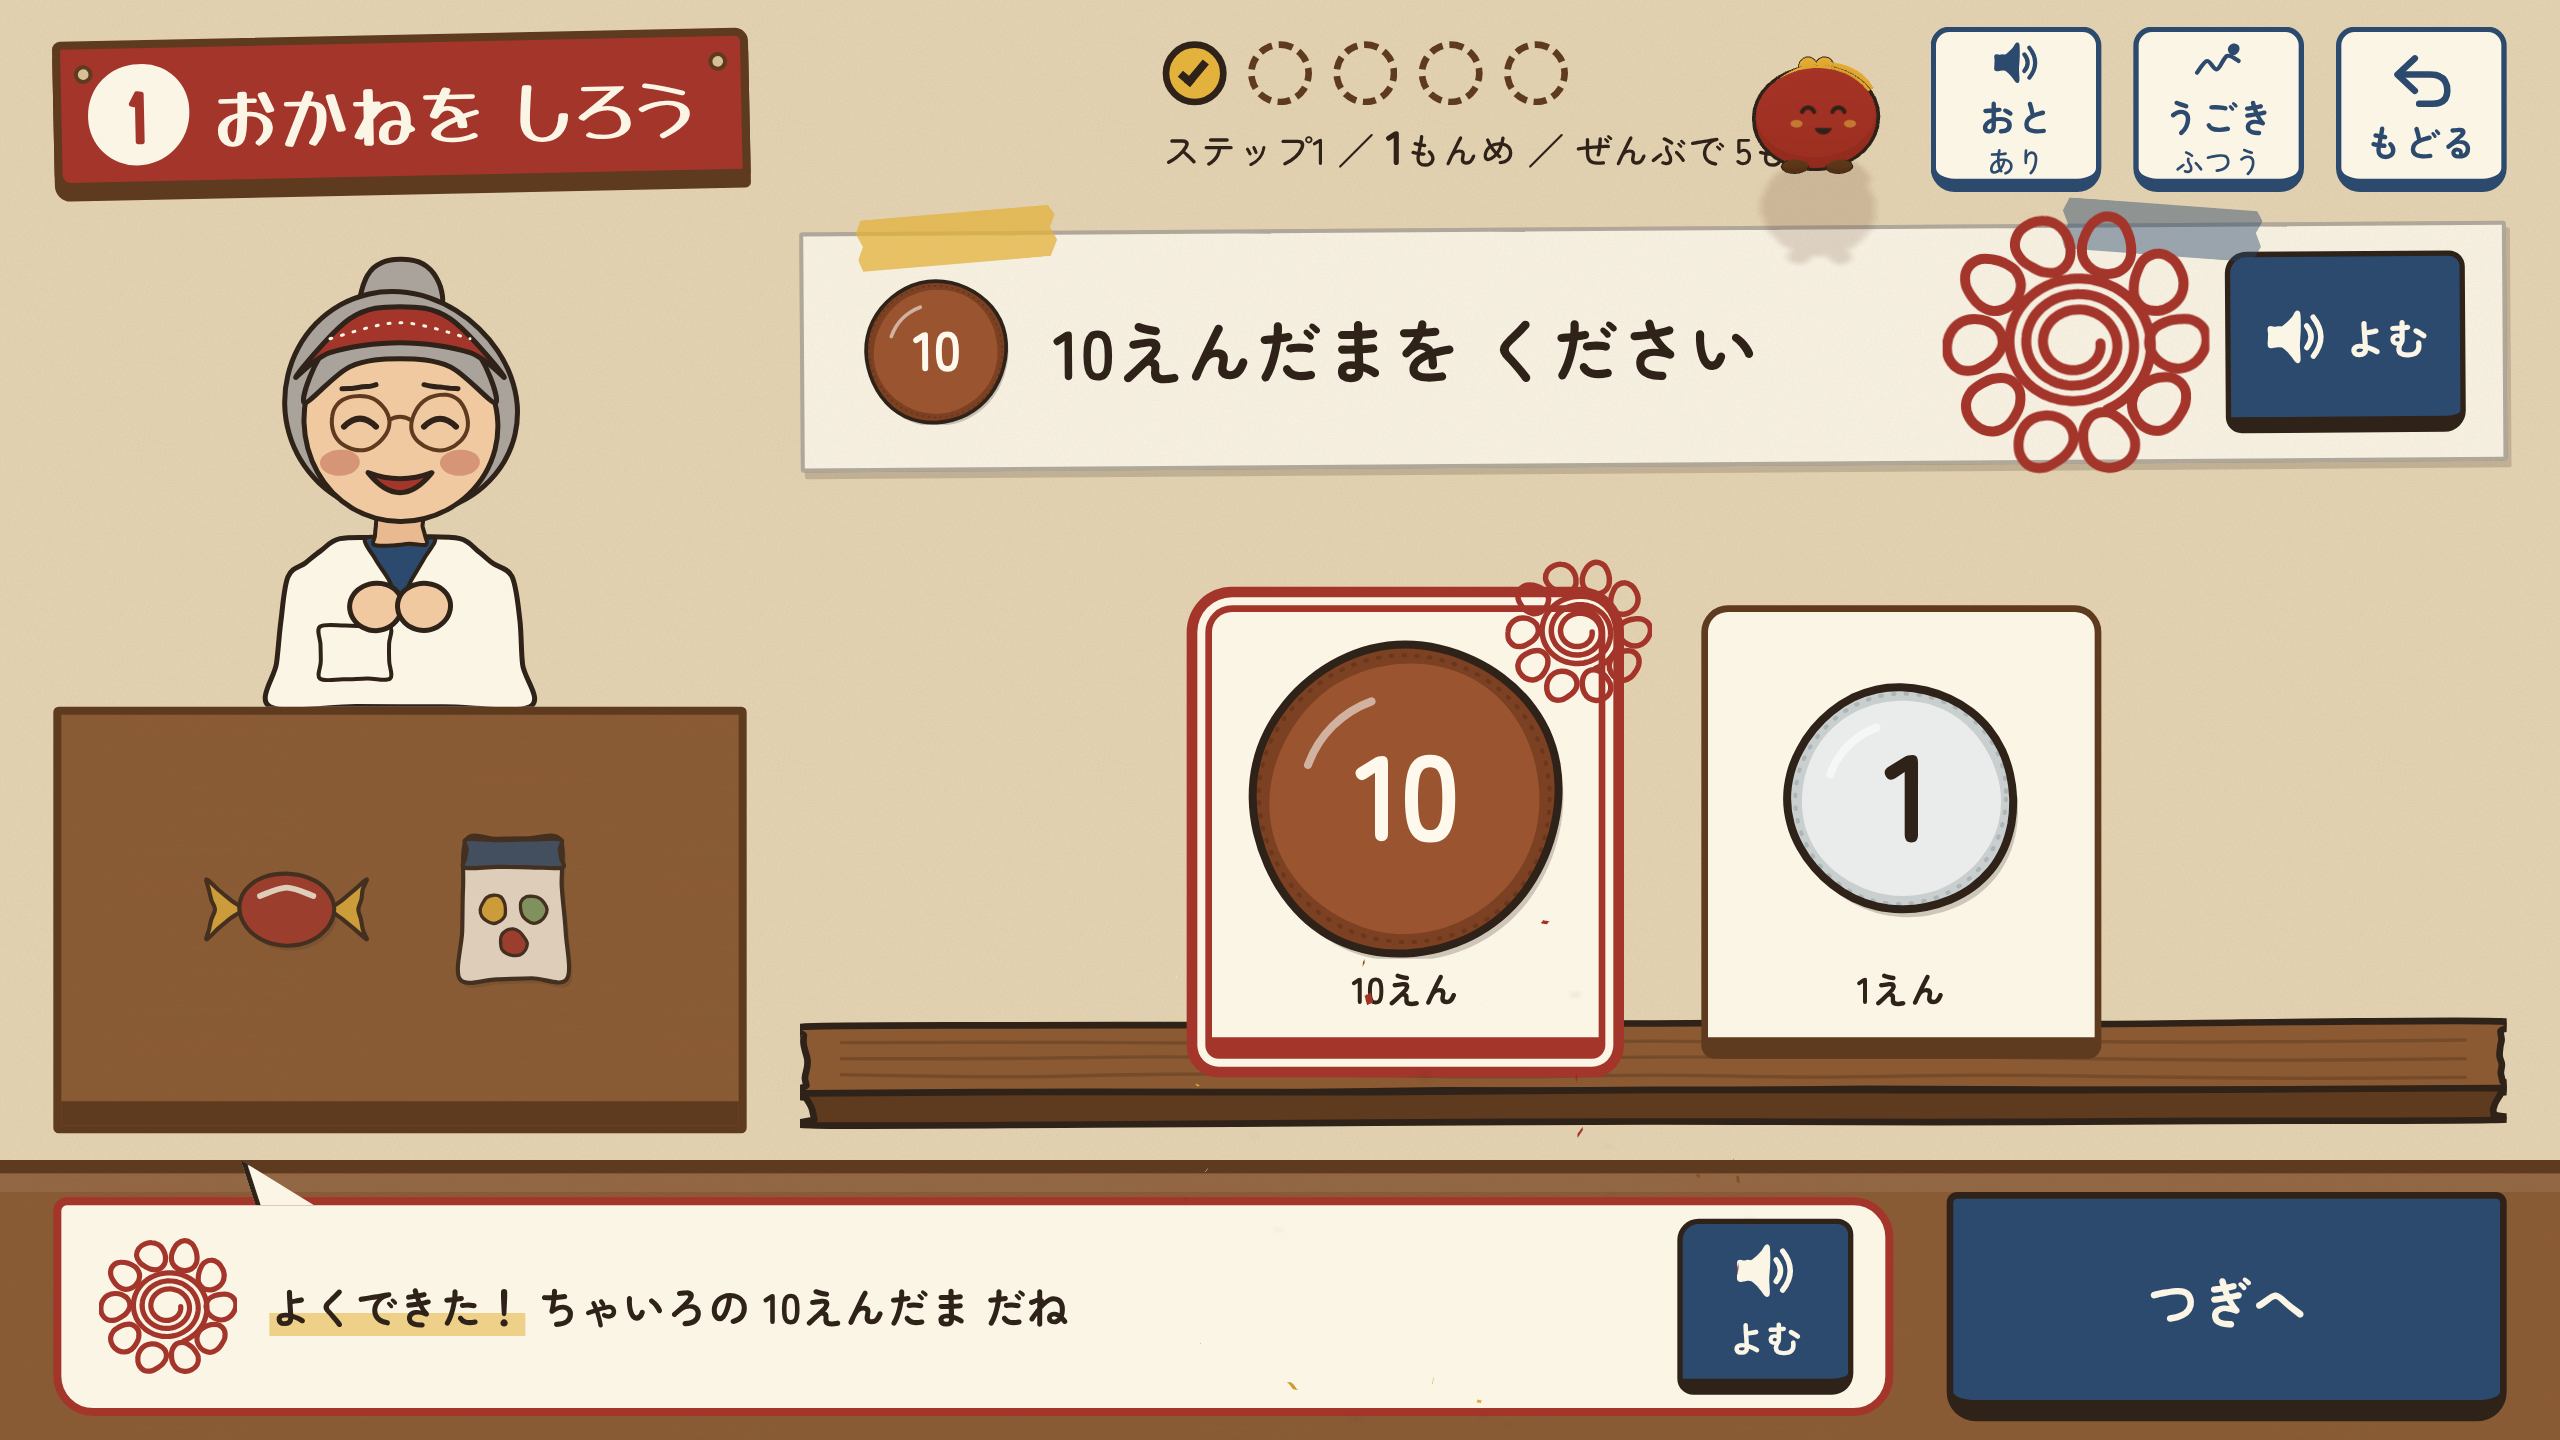 1 おかねを しろう
ステップ1 ／ 1もんめ ／ ぜんぶで 5
おと
あり
うごき
ふつう
もどる
10
10えんだまを ください
よむ
10
10えん
1
1えん
よくできた！ ちゃいろの 10えんだま だね
よむ
つぎへ